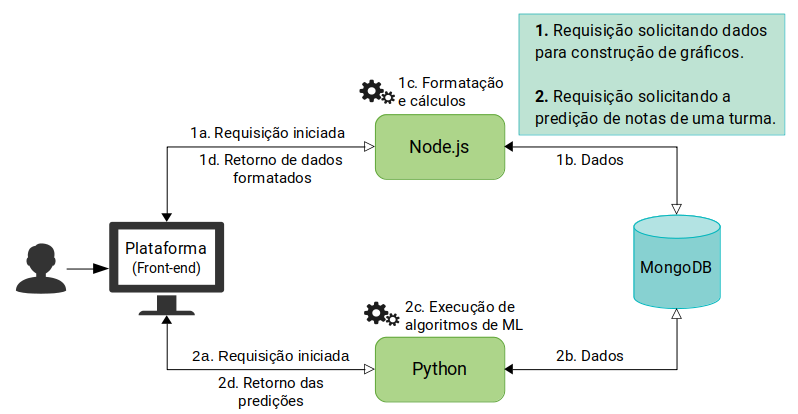 1. Requisição solicitando dados
para construção de gráficos.
2. Requisição solicitando a
predição de notas de uma turma.
1c. Formatação
e cálculos
1a. Requisição iniciada
1d. Retorno de dados
formatados
Node.js
1b. Dados
Plataforma
(Front-end)
MongoDB
2c. Execução de
algoritmos de ML
2a. Requisição iniciada
2d. Retorno das
predições
Python
2b. Dados